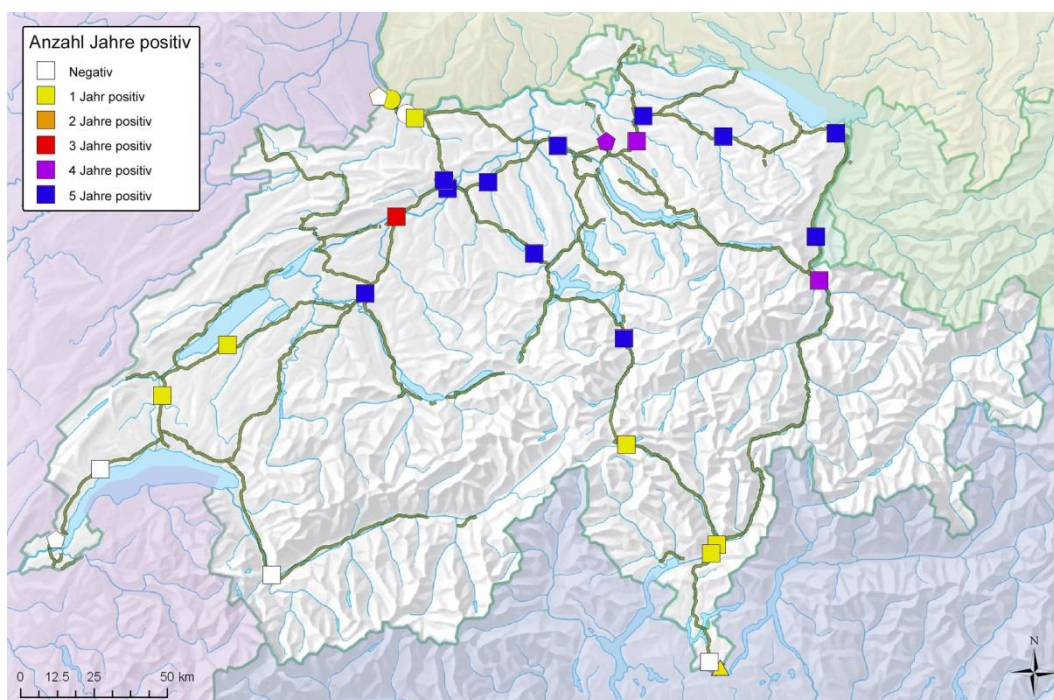 Anzahl Jahre positiv
Negativ
1 Jahr positiv
2 Jahre positiv
3 Jahre positiv
4 Jahre positiv
5 Jahre positiv
0 12.5 25 50 km
N